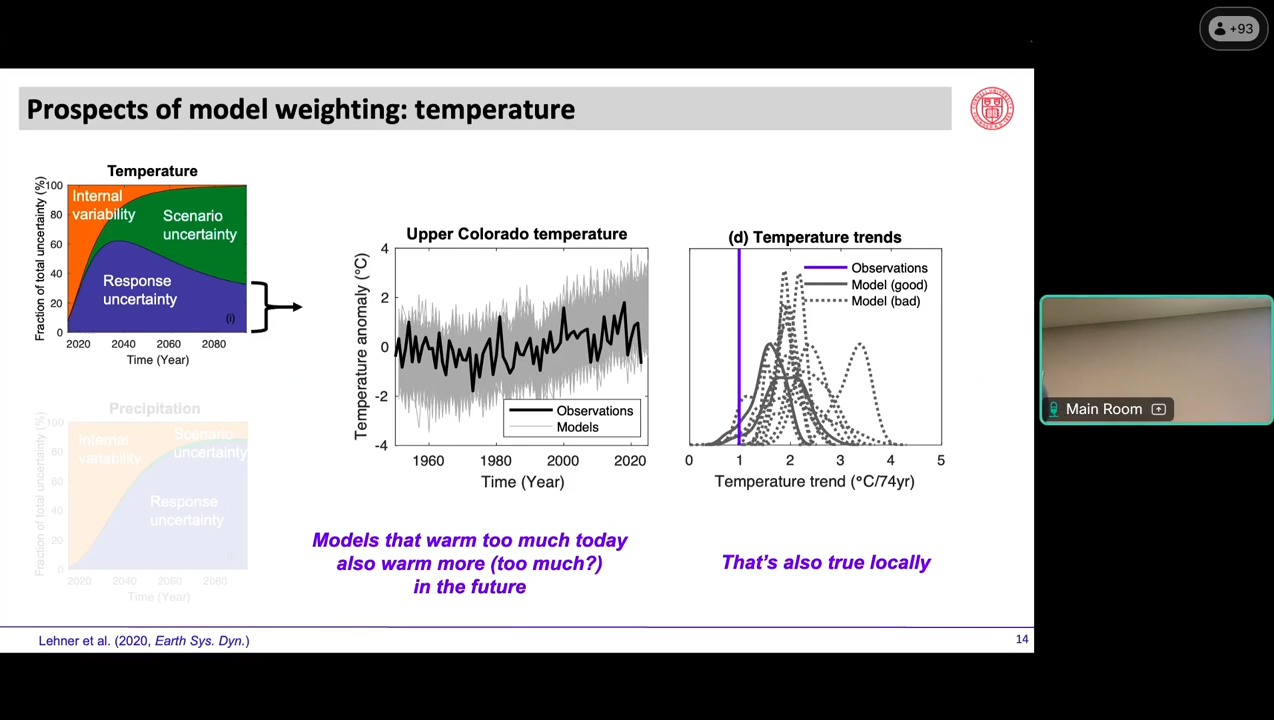 +93
Prospects of model weighting: temperature
Temperature
Fraction of total uncertainty (%)
100
80
60
40
20
0
Internal
variability
Scenario
uncertainty
Response
uncertainty
(i)
2020 2040 2060 2080
Time (Year)
Precipitation
Fraction of total uncertainty (%)
100
80
60
40
20
0
Internal
variability
Scenario
uncertainty
Response
uncertainty
2020 2040 2060 2080
Time (Year)
Upper Colorado temperature
Temperature anomaly (°C)
4
2
0
-2
-4
Observations
Models
1960 1980 2000 2020
Time (Year)
(d) Temperature trends
Observations
Model (good)
Model (bad)
0 1 2 3 4 5
Temperature trend (°C/74yr)
Models that warm too much today
also warm more (too much?)
in the future
That's also true locally
Lehner et al. (2020, Earth Sys. Dyn.)
14
Main Room